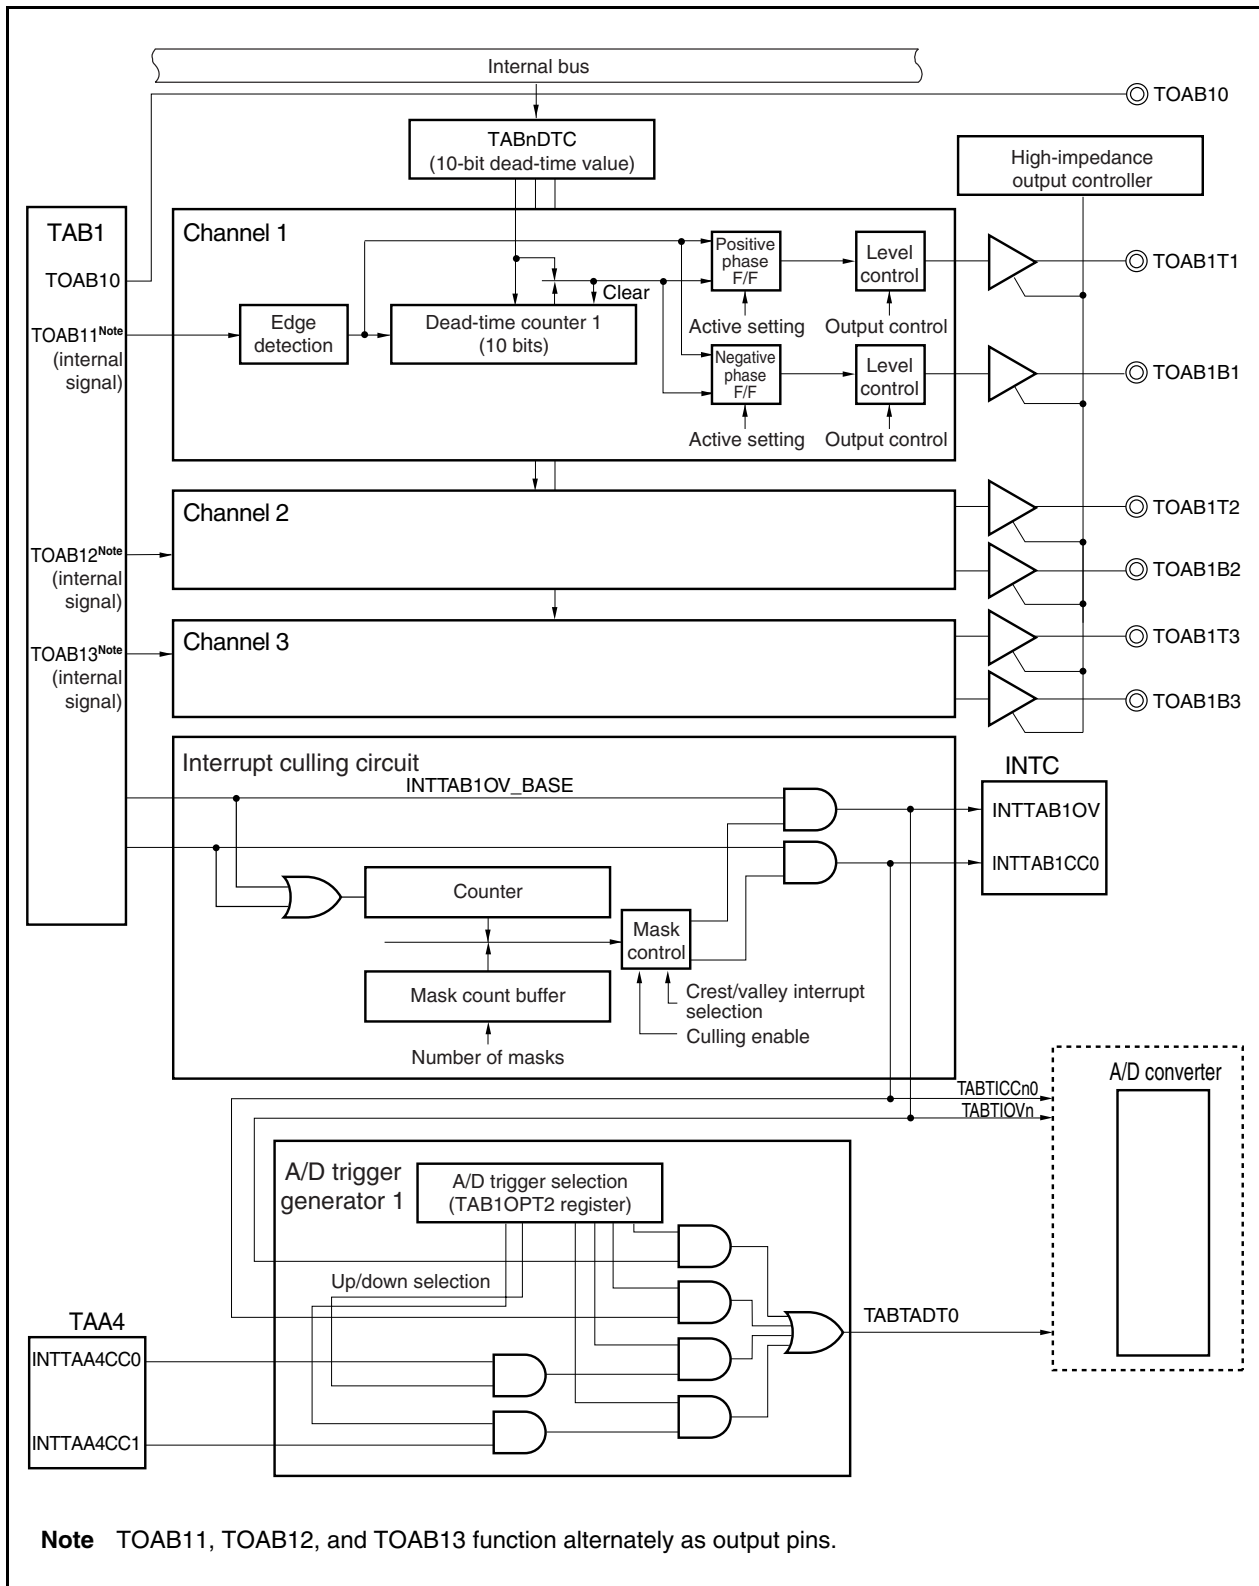 Internal bus
TOAB10
TABnDTC
(10-bit dead-time value)
High-impedance
output controller
TAB1
TOAB10
TOAB11Note
(internal
signal)
TOAB12Note
(internal
signal)
TOAB13Note
(internal
signal)
Channel 1
Edge
detection
Dead-time counter 1
(10 bits)
Clear
Positive
phase
F/F
Level
control
Active setting
Output control
Negative
phase
F/F
Level
control
Active setting
Output control
TOAB1T1
TOAB1B1
Channel 2
TOAB1T2
TOAB1B2
Channel 3
TOAB1T3
TOAB1B3
Interrupt culling circuit
INTTAB1OV_BASE
Counter
Mask count buffer
Number of masks
Mask
control
Crest/valley interrupt
selection
Culling enable
INTC
INTTAB1OV
INTTAB1CC0
TABTICCn0
TABTIOVn
A/D converter
A/D trigger
generator 1
A/D trigger selection
(TAB1OPT2 register)
Up/down selection
TABTADT0
TAA4
INTTAA4CC0
INTTAA4CC1
Note TOAB11, TOAB12, and TOAB13 function alternately as output pins.